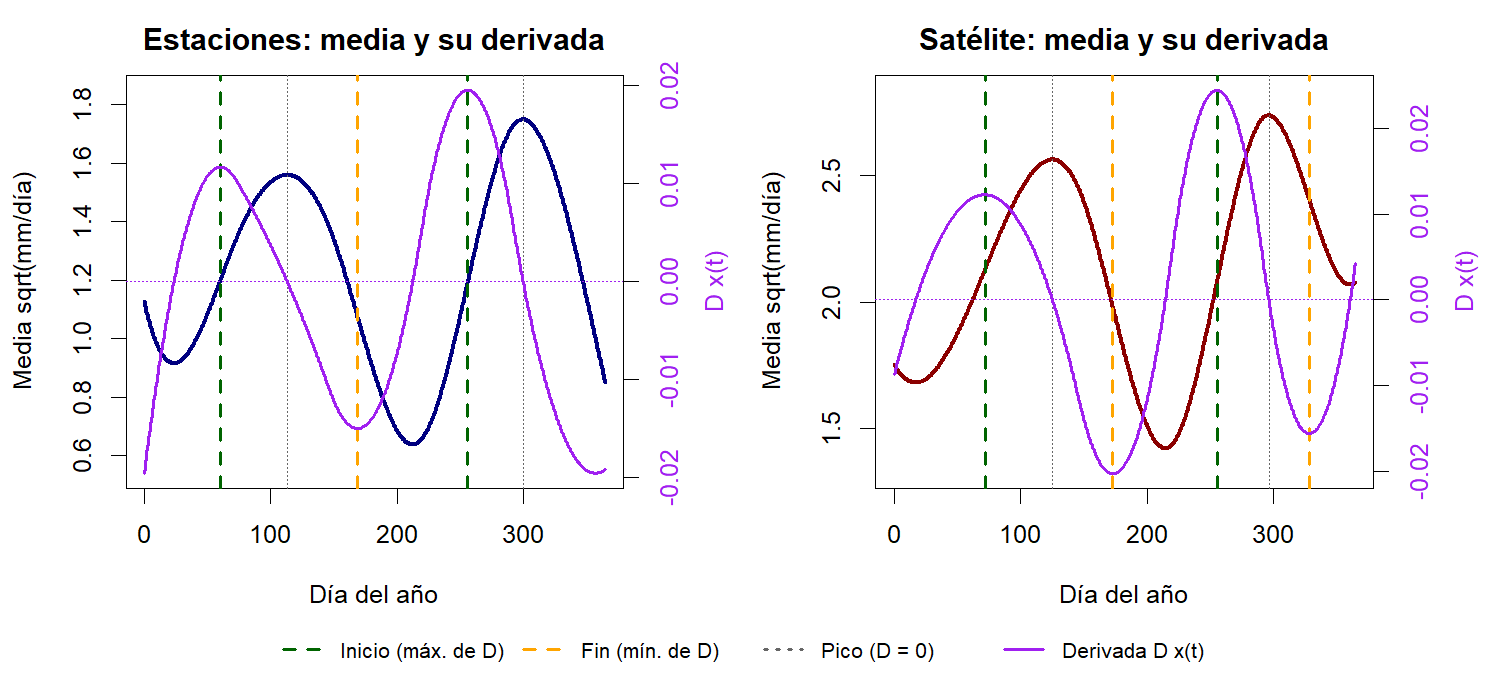 Estaciones: media y su derivada
Media sqrt(mm/día)
0.6 0.8 1.0 1.2 1.4 1.6 1.8
-0.02 -0.01 0.00 0.01 0.02
D x(t)
0 100 200 300
Día del año
Satélite: media y su derivada
Media sqrt(mm/día)
1.5 2.0 2.5
-0.02 -0.01 0.00 0.01 0.02
D x(t)
0 100 200 300
Día del año
Inicio (máx. de D) Fin (mín. de D) Pico (D = 0) Derivada D x(t)